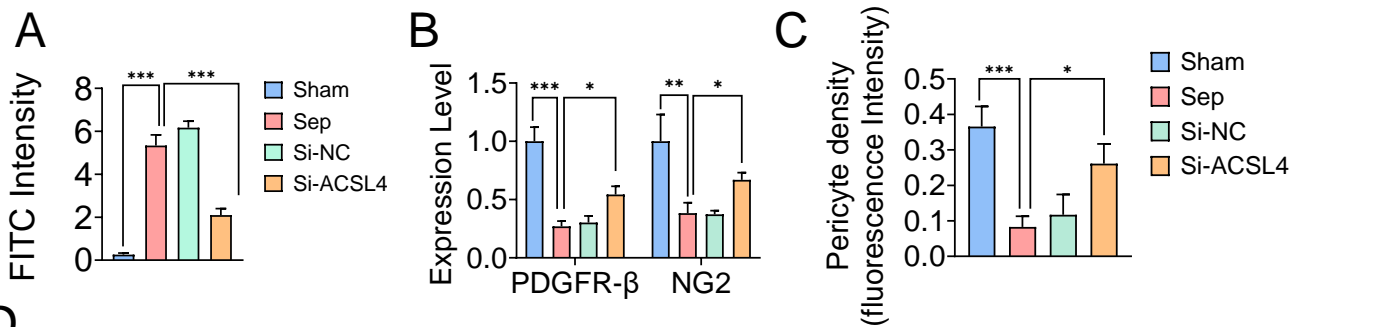 A
FITC Intensity
8
6
4
2
0
***
***
Sham
Sep
Si-NC
Si-ACSL4
B
Expression Level
1.5
1.0
0.5
0.0
***
*
**
*
PDGFR-β
NG2
C
Pericyte density
(fluorescencce Intensity)
0.5
0.4
0.3
0.2
0.1
0.0
***
*
Sham
Sep
Si-NC
Si-ACSL4
D